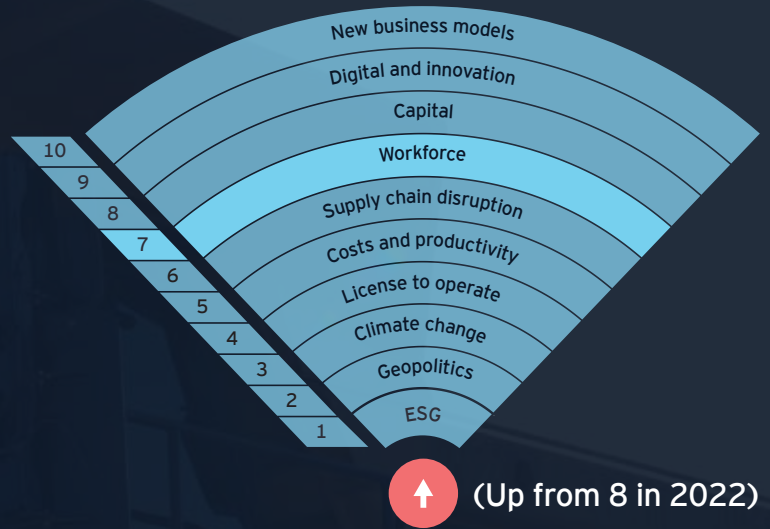 New business models
Digital and innovation
Capital
Workforce
Supply chain disruption
Costs and productivity
License to operate
Climate change
Geopolitics
ESG
10
9
8
7
6
5
4
3
2
1
(Up from 8 in 2022)